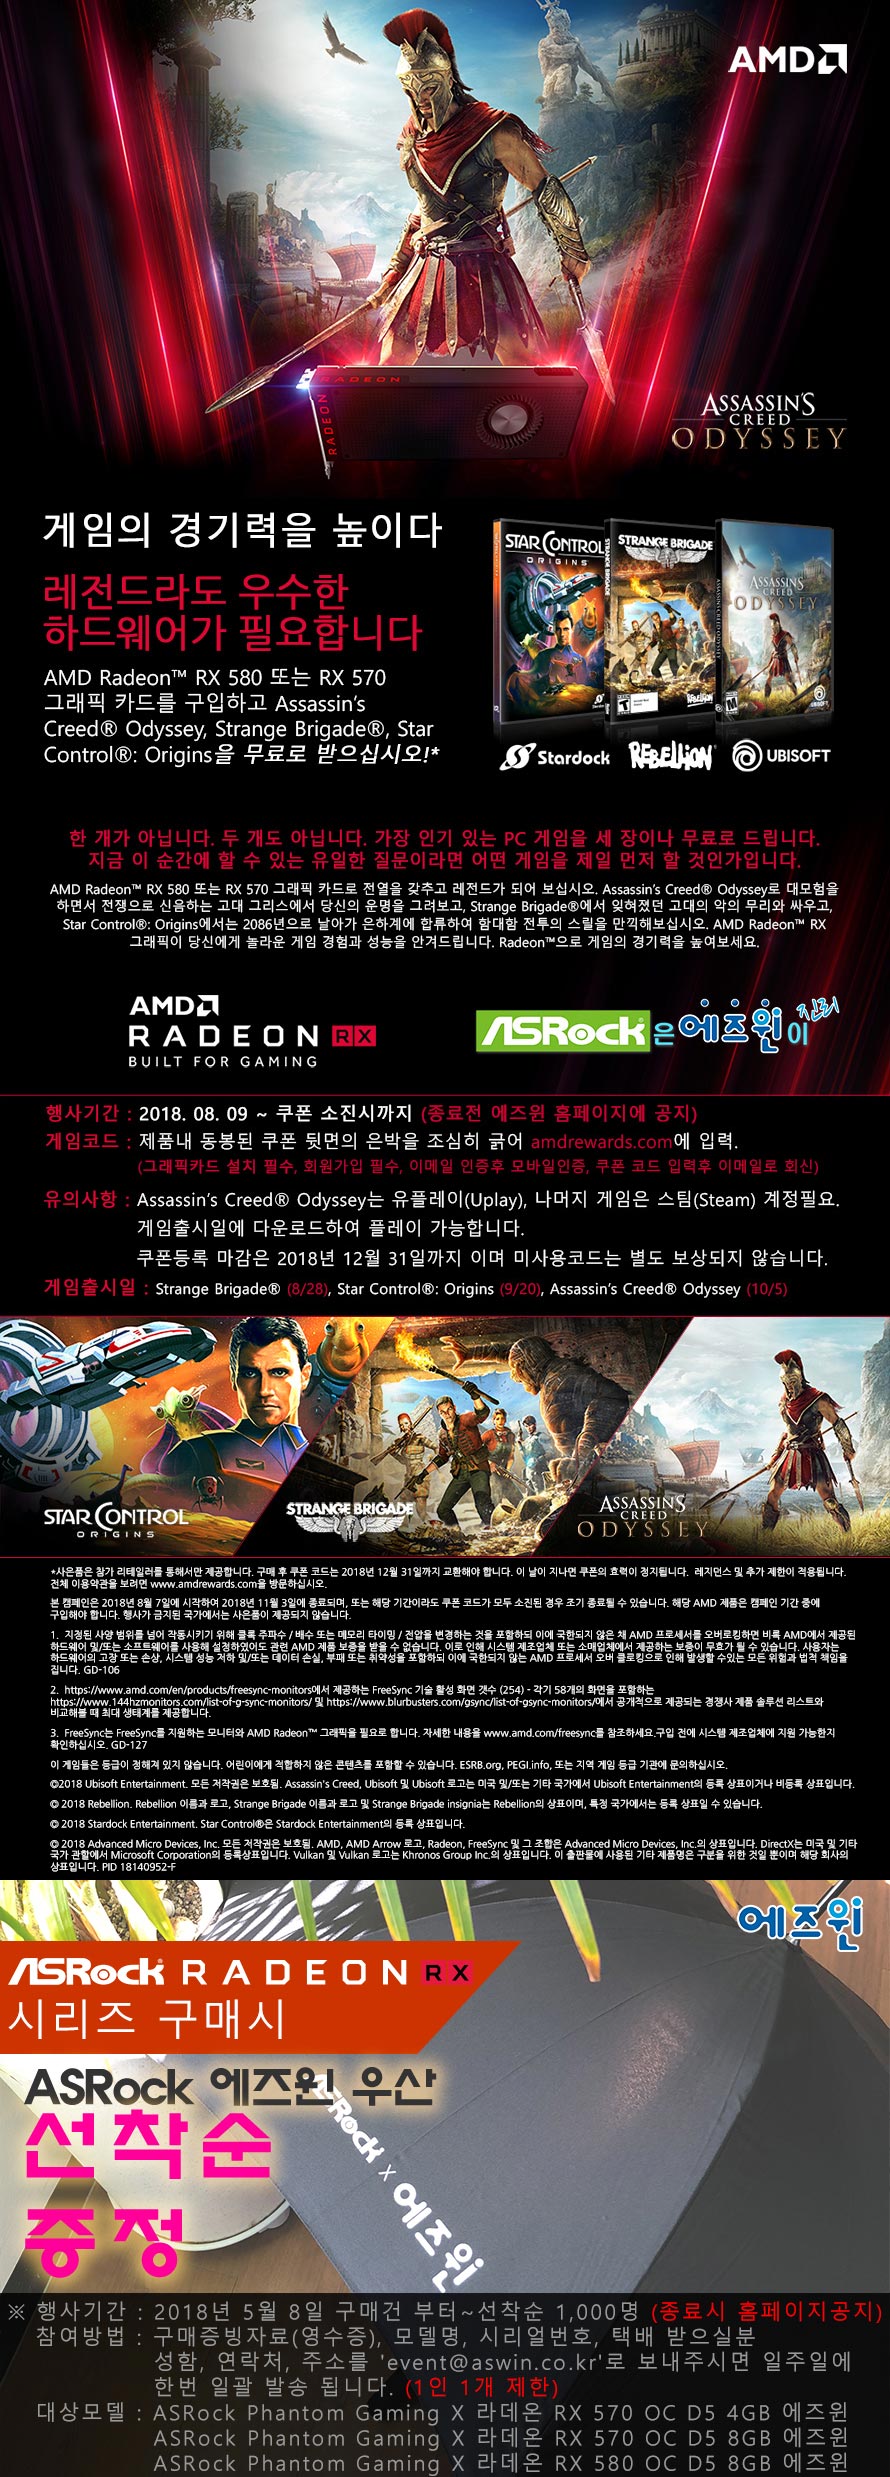 AMD
RADEON
RADEON
ASSASSIN'S
CREED
ODYSSEY
게임의 경기력을 높이다
레전드라도 우수한
하드웨어가 필요합니다
AMD Radeon™ RX 580 또는 RX 570
그래픽 카드를 구입하고 Assassin's
Creed® Odyssey, Strange Brigade®, Star
Control®: Origins을 무료로 받으십시오!*
STAR CONTROL
ORIGINS
STRANGE BRIGADE
ASSASSIN'S
CREED
ODYSSEY
Stardock
REBELLION
UBISOFT
한 개가 아닙니다. 두 개도 아닙니다. 가장 인기 있는 PC 게임을 세 장이나 무료로 드립니다.
지금 이 순간에 할 수 있는 유일한 질문이라면 어떤 게임을 제일 먼저 할 것인가입니다.
AMD Radeon™ RX 580 또는 RX 570 그래픽 카드로 전열을 갖추고 레전드가 되어 보십시오. Assassin's Creed® Odyssey로 대모험을
하면서 전쟁으로 신음하는 고대 그리스에서 당신의 운명을 그려보고, Strange Brigade®에서 잊혀졌던 고대의 악의 무리와 싸우고,
Star Control®: Origins에서는 2086년으로 날아가 은하계에 합류하여 함대함 전투의 스릴을 만끽해보십시오. AMD Radeon™ RX
그래픽이 당신에게 놀라운 게임 경험과 성능을 안겨드립니다. Radeon™으로 게임의 경기력을 높여보세요.
AMD
RADEON RX
BUILT FOR GAMING
ASRock은 에즈윈이 진리
행사기간 : 2018. 08. 09 ~ 쿠폰 소진시까지 (종료전 에즈윈 홈페이지에 공지)
게임코드 : 제품내 동봉된 쿠폰 뒷면의 은박을 조심히 긁어 amdrewards.com에 입력.
(그래픽카드 설치 필수, 회원가입 필수, 이메일 인증후 모바일인증, 쿠폰 코드 입력후 이메일로 회신)
유의사항 : Assassin's Creed® Odyssey는 유플레이(Uplay), 나머지 게임은 스팀(Steam) 계정필요.
게임출시일에 다운로드하여 플레이 가능합니다.
쿠폰등록 마감은 2018년 12월 31일까지 이며 미사용코드는 별도 보상되지 않습니다.
게임출시일 : Strange Brigade® (8/28), Star Control®: Origins (9/20), Assassin's Creed® Odyssey (10/5)
STAR CONTROL
ORIGINS
STRANGE BRIGADE
ASSASSIN'S
CREED
ODYSSEY
*사은품은 참가 리테일러를 통해서만 제공합니다. 구매 후 쿠폰 코드는 2018년 12월 31일까지 교환해야 합니다. 이 날이 지나면 쿠폰의 효력이 정지됩니다. 레지던스 및 추가 제한이 적용됩니다.
전체 이용약관을 보려면 www.amdrewards.com을 방문하십시오.
본 캠페인은 2018년 8월 7일에 시작하여 2018년 11월 3일에 종료되며, 또는 해당 기간이라도 쿠폰 코드가 모두 소진된 경우 조기 종료될 수 있습니다. 해당 AMD 제품은 캠페인 기간 중에
구입해야 합니다. 행사가 금지된 국가에서는 사은품이 제공되지 않습니다.
1. 지정된 사양 범위를 넘어 작동시키기 위해 클록 주파수 / 배수 또는 메모리 타이밍 / 전압을 변경하는 것을 포함하되 이에 국한되지 않은 채 AMD 프로세서를 오버로킹하면 비록 AMD에서 제공된
하드웨어 및/또는 소프트웨어를 사용해 설정하였어도 관련 AMD 제품 보증을 받을 수 없습니다. 이로 인해 시스템 제조업체 또는 소매업체에서 제공하는 보증이 무효가 될 수 있습니다. 사용자는
하드웨어의 고장 또는 손상, 시스템 성능 저하 및/또는 데이터 손실, 부패 또는 취약성을 포함하되 이에 국한되지 않는 AMD 프로세서 오버 클로킹으로 인해 발생할 수있는 모든 위험과 법적 책임을
집니다. GD-106
2. https://www.amd.com/en/products/freesync-monitors에서 제공하는 FreeSync 기술 활성 화면 갯수 (254) - 각기 58개의 화면을 포함하는
https://www.144hzmonitors.com/list-of-g-sync-monitors/ 및 https://www.blurbusters.com/gsync/list-of-gsync-monitors/에서 공개적으로 제공되는 경쟁사 제품 솔루션 리스트와
비교해볼 때 최대 생태계를 제공합니다.
3. FreeSync는 FreeSync를 지원하는 모니터와 AMD Radeon™ 그래픽을 필요로 합니다. 자세한 내용을 www.amd.com/freesync를 참조하세요.구입 전에 시스템 제조업체에 지원 가능한지
확인하십시오. GD-127
이 게임들은 등급이 정해져 있지 않습니다. 어린이에게 적합하지 않은 콘텐츠를 포함할 수 있습니다. ESRB.org, PEGI.info, 또는 지역 게임 등급 기관에 문의하십시오.
©2018 Ubisoft Entertainment. 모든 저작권은 보호됨. Assassin's Creed, Ubisoft 및 Ubisoft 로고는 미국 및/또는 기타 국가에서 Ubisoft Entertainment의 등록 상표이거나 비등록 상표입니다.
© 2018 Rebellion. Rebellion 이름과 로고, Strange Brigade 이름과 로고 및 Strange Brigade insignia는 Rebellion의 상표이며, 특정 국가에서는 등록 상표일 수 있습니다.
© 2018 Stardock Entertainment. Star Control®은 Stardock Entertainment의 등록 상표입니다.
© 2018 Advanced Micro Devices, Inc. 모든 저작권은 보호됨. AMD, AMD Arrow 로고, Radeon, FreeSync 및 그 조합은 Advanced Micro Devices, Inc.의 상표입니다. DirectX는 미국 및 기타
국가 관할에서 Microsoft Corporation의 등록상표입니다. Vulkan 및 Vulkan 로고는 Khronos Group Inc.의 상표입니다. 이 출판물에 사용된 기타 제품명은 구분을 위한 것일 뿐이며 해당 회사의
상표입니다. PID 18140952-F
에즈윈
ASRock RADEON RX
시리즈 구매시
ASRock 에즈윈 우산
선착순
증정
ASRock x 에즈윈
※ 행사기간 : 2018년 5월 8일 구매건 부터~선착순 1,000명 (종료시 홈페이지공지)
참여방법 : 구매증빙자료(영수증), 모델명, 시리얼번호, 택배 받으실분
성함, 연락처, 주소를 'event@aswin.co.kr'로 보내주시면 일주일에
한번 일괄 발송 됩니다. (1인 1개 제한)
대상모델 : ASRock Phantom Gaming X 라데온 RX 570 OC D5 4GB 에즈윈
ASRock Phantom Gaming X 라데온 RX 570 OC D5 8GB 에즈윈
ASRock Phantom Gaming X 라데온 RX 580 OC D5 8GB 에즈윈